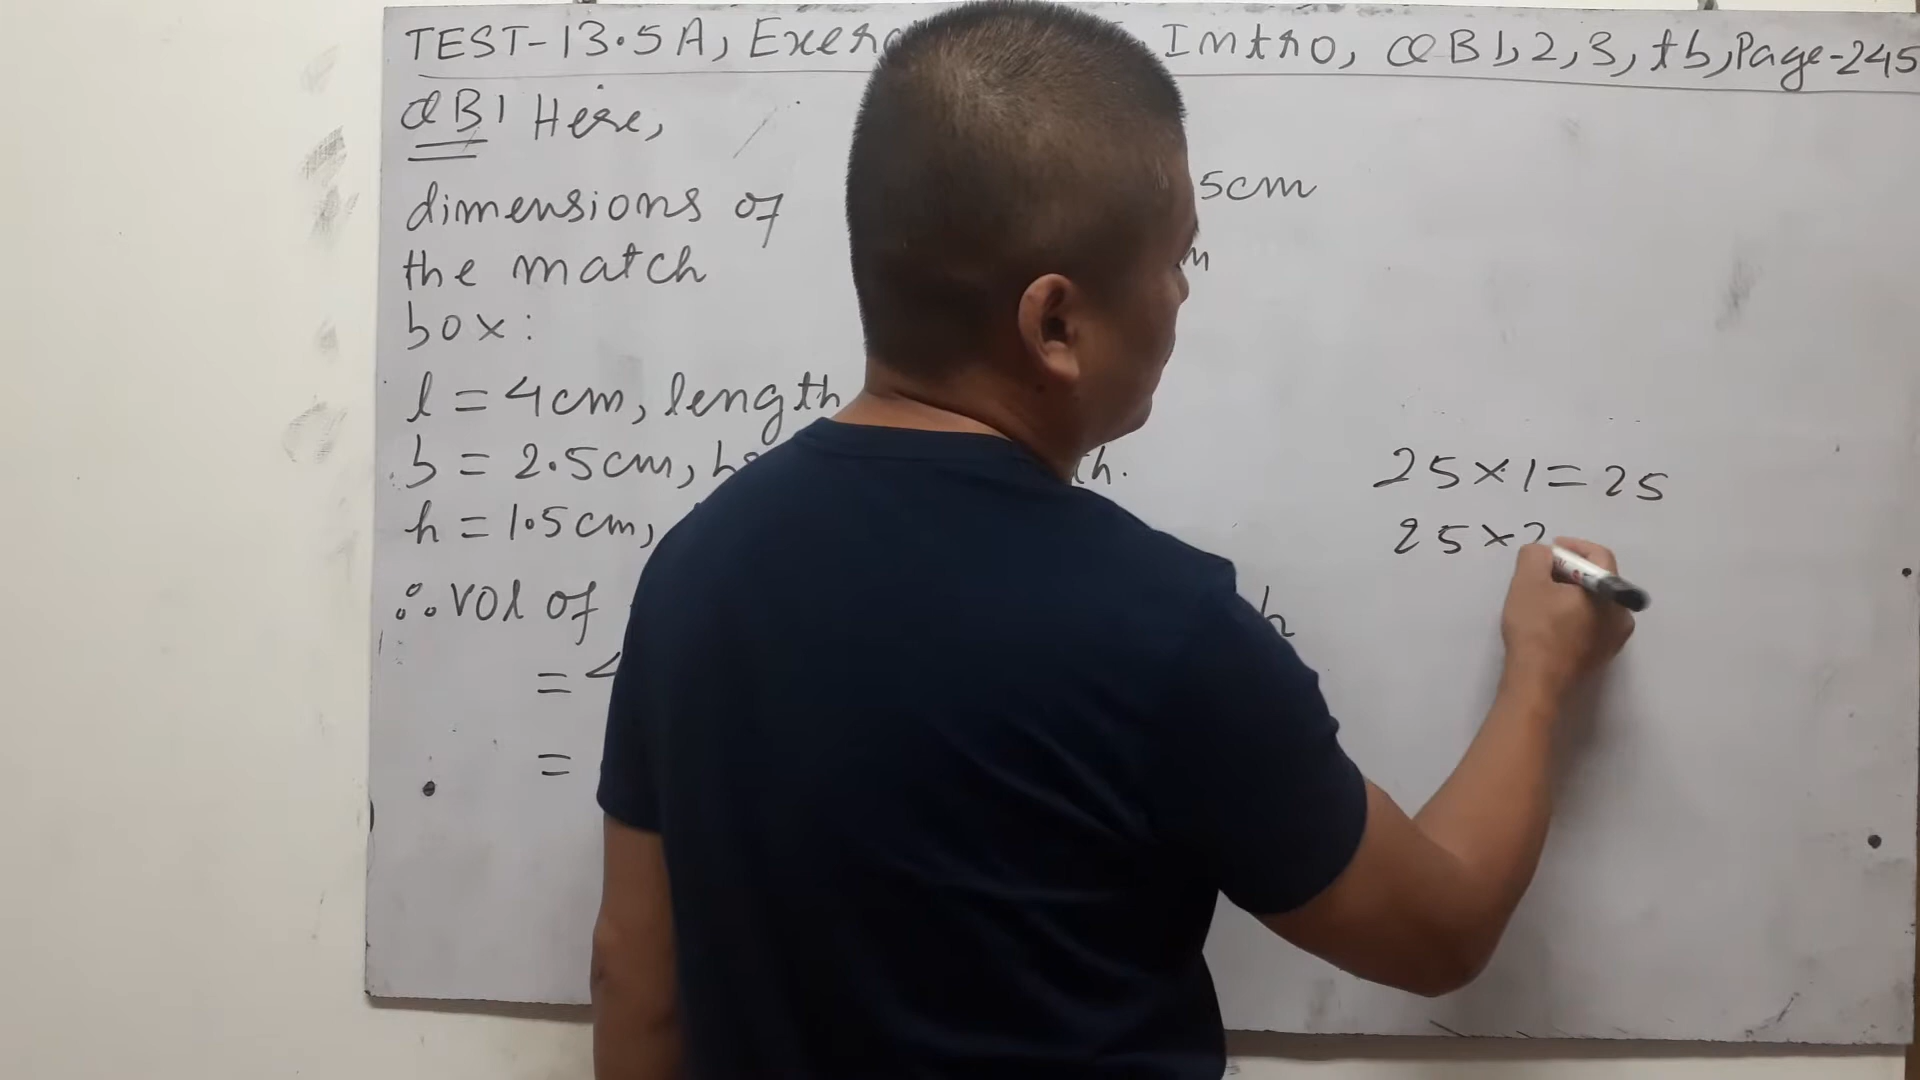 TEST-13.5A, Intro, QB1,2,3, tb, Page-245
QB1 Here,
dimensions of 5cm
the match
box:
l = 4cm, length
b = 2.5cm, th.
h = 1.5cm,
∴ vol of h
= 4
=
25×1=25
25×2